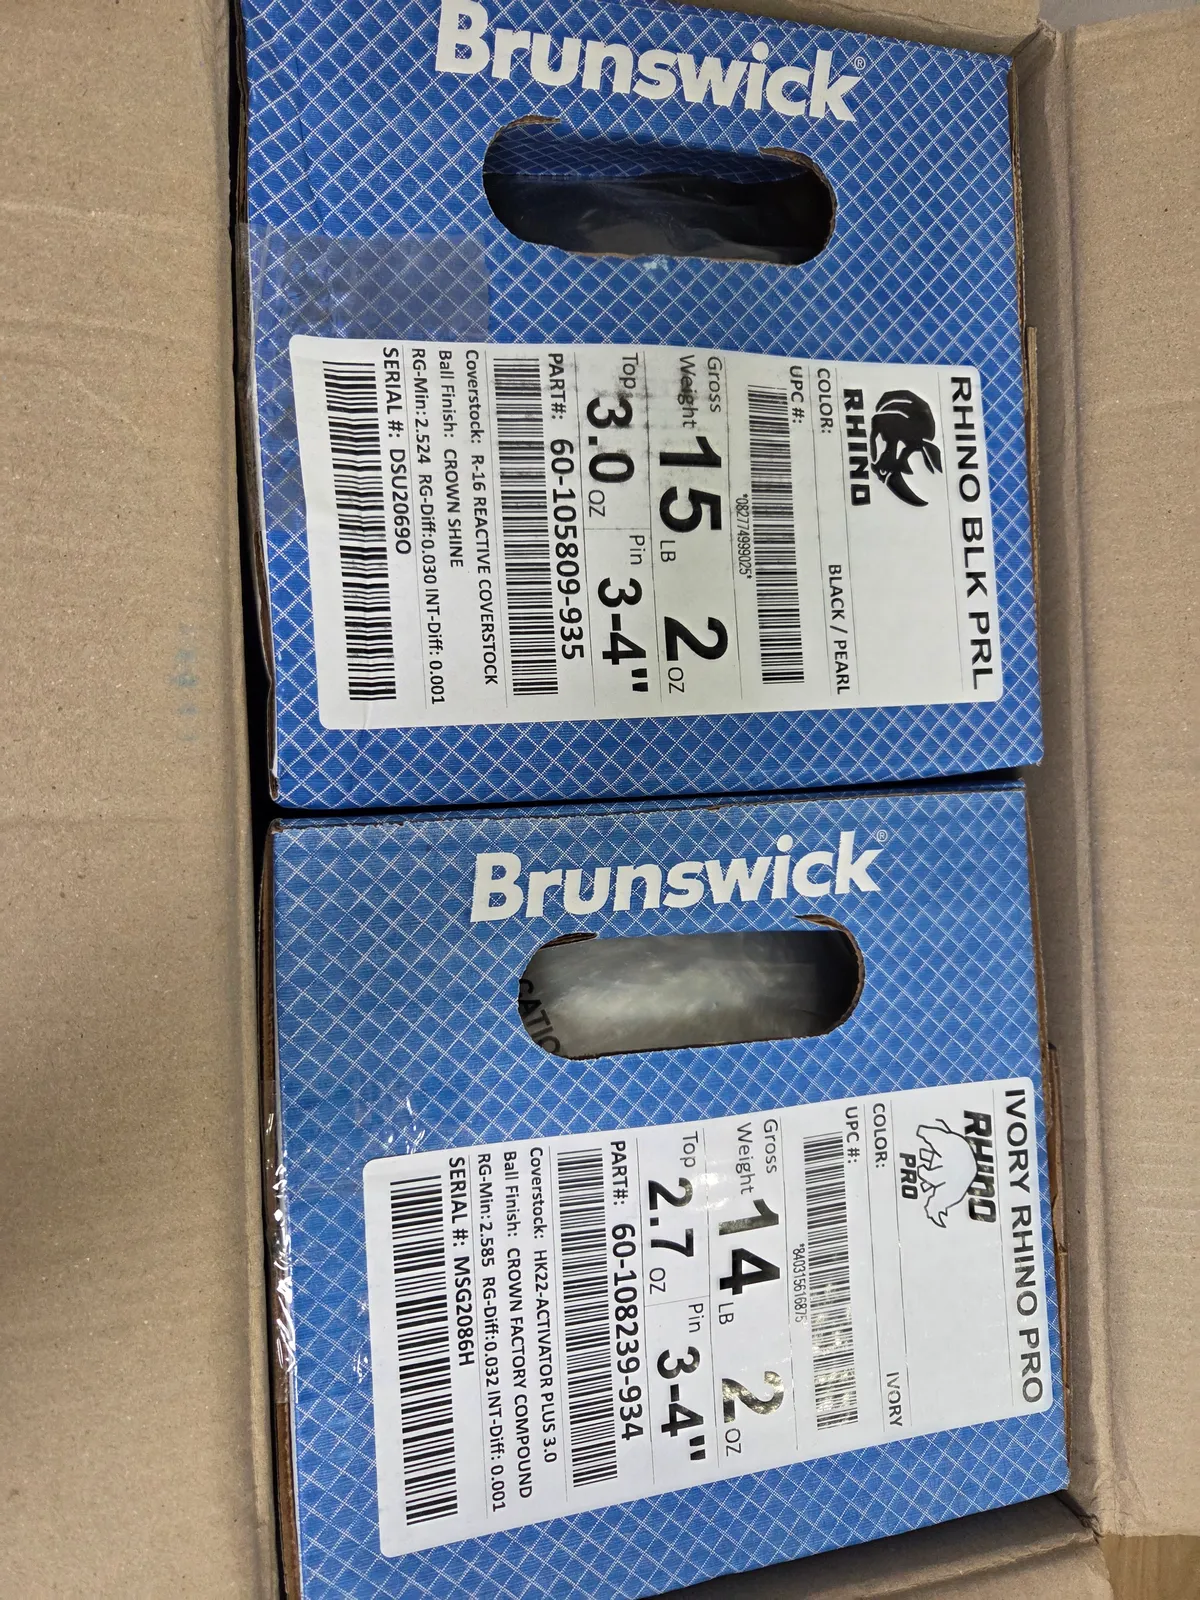 Brunswick®
RHINO BLK PRL
RHINO
COLOR: BLACK / PEARL
UPC #:
*082774999025*
Gross Weight 15 LB 2 OZ
Top 3.0 OZ Pin 3-4"
PART#: 60-105809-935
Coverstock: R-16 REACTIVE COVERSTOCK
Ball Finish: CROWN SHINE
RG-Min: 2.524 RG-Diff:0.030 INT-Diff: 0.001
SERIAL #: DSU2069O
Brunswick®
CATIO
IVORY RHINO PRO
RHINO
PRO
COLOR: IVORY
UPC #:
*840315616875
Gross Weight 14 LB 2 OZ
Top 2.7 OZ Pin 3-4"
PART#: 60-108239-934
Coverstock: HK22-ACTIVATOR PLUS 3.0
Ball Finish: CROWN FACTORY COMPOUND
RG-Min: 2.585 RG-Diff:0.032 INT-Diff: 0.001
SERIAL #: MSG2086H